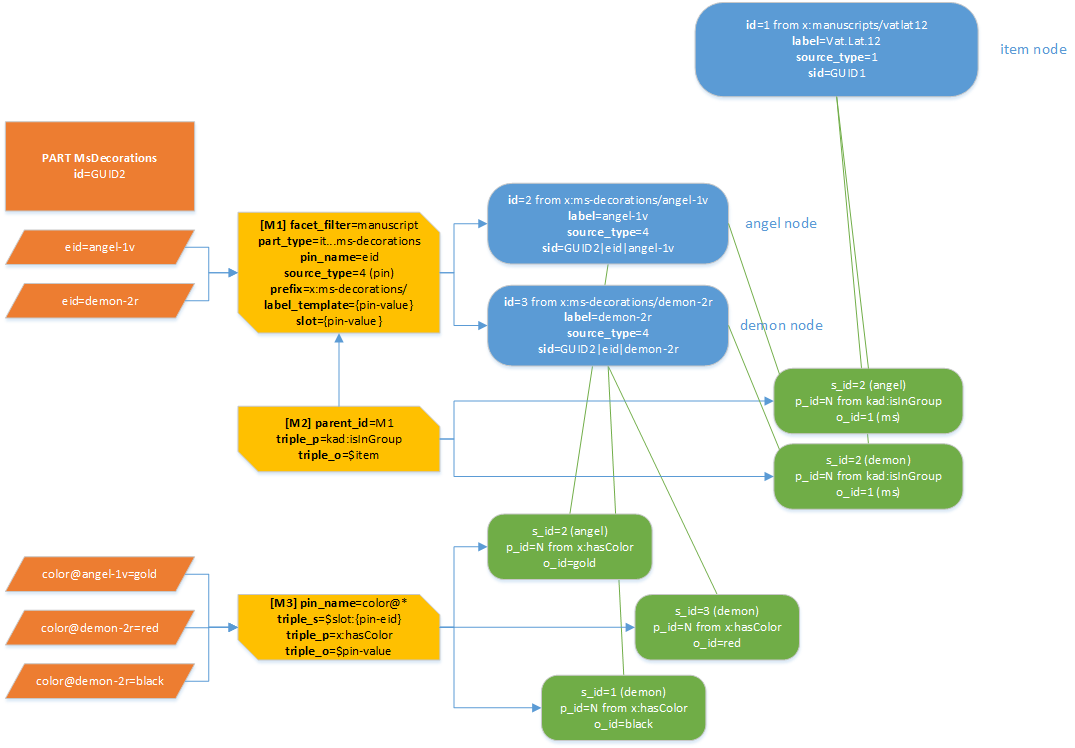 id=1 from x:manuscripts/vatlat12
label=Vat.Lat.12
source_type=1
sid=GUID1
item node
PART MsDecorations
id=GUID2
eid=angel-1v
eid=demon-2r
[M1] facet_filter=manuscript
part_type=it...ms-decorations
pin_name=eid
source_type=4 (pin)
prefix=x:ms-decorations/
label_template={pin-value}
slot={pin-value}
id=2 from x:ms-decorations/angel-1v
label=angel-1v
source_type=4
sid=GUID2|eid|angel-1v
angel node
id=3 from x:ms-decorations/demon-2r
label=demon-2r
source_type=4
sid=GUID2|eid|demon-2r
demon node
[M2] parent_id=M1
triple_p=kad:isInGroup
triple_o=$item
s_id=2 (angel)
p_id=N from kad:isInGroup
o_id=1 (ms)
s_id=2 (demon)
p_id=N from kad:isInGroup
o_id=1 (ms)
color@angel-1v=gold
color@demon-2r=red
color@demon-2r=black
[M3] pin_name=color@*
triple_s=$slot:{pin-eid}
triple_p=x:hasColor
triple_o=$pin-value
s_id=2 (angel)
p_id=N from x:hasColor
o_id=gold
s_id=3 (demon)
p_id=N from x:hasColor
o_id=red
s_id=1 (demon)
p_id=N from x:hasColor
o_id=black